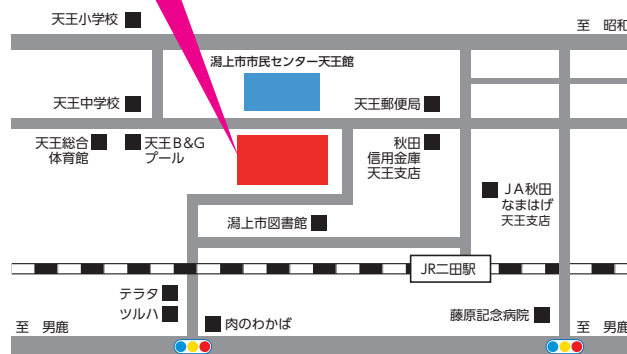 天王小学校
至　昭和
潟上市市民センター天王館
天王中学校
天王郵便局
天王総合
体育館
天王B&G
プール
秋田
信用金庫
天王支店
JA秋田
なまはげ
天王支店
潟上市図書館
JR二田駅
テラタ
ツルハ
肉のわかば
藤原記念病院
至　男鹿
至　男鹿